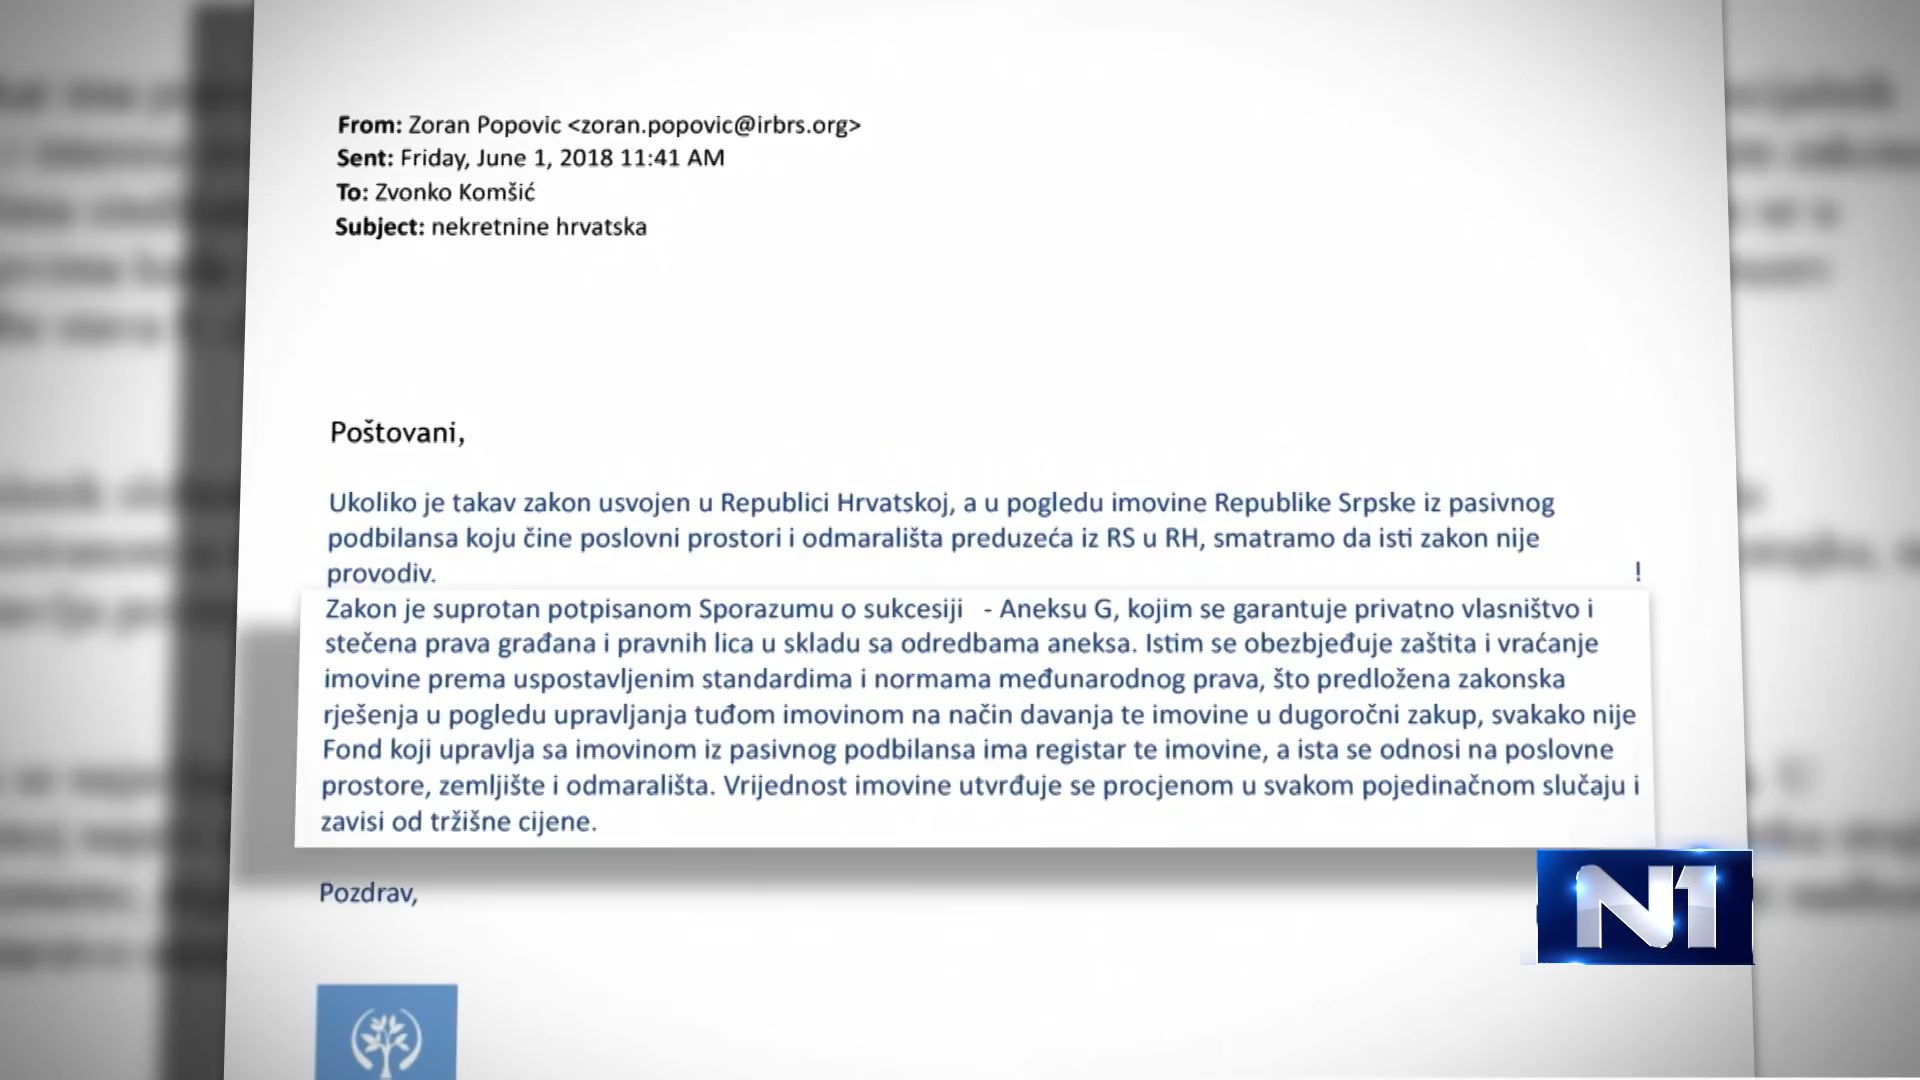 From: Zoran Popovic <zoran.popovic@irbrs.org>
Sent: Friday, June 1, 2018 11:41 AM
To: Zvonko Komšić
Subject: nekretnine hrvatska
Poštovani,
Ukoliko je takav zakon usvojen u Republici Hrvatskoj, a u pogledu imovine Republike Srpske iz pasivnog
podbilansa koju čine poslovni prostori i odmarališta preduzeća iz RS u RH, smatramo da isti zakon nije
provodiv. !
Zakon je suprotan potpisanom Sporazumu o sukcesiji - Aneksu G, kojim se garantuje privatno vlasništvo i
stečena prava građana i pravnih lica u skladu sa odredbama aneksa. Istim se obezbjeđuje zaštita i vraćanje
imovine prema uspostavljenim standardima i normama međunarodnog prava, što predložena zakonska
rješenja u pogledu upravljanja tuđom imovinom na način davanja te imovine u dugoročni zakup, svakako nije
Fond koji upravlja sa imovinom iz pasivnog podbilansa ima registar te imovine, a ista se odnosi na poslovne
prostore, zemljište i odmarališta. Vrijednost imovine utvrđuje se procjenom u svakom pojedinačnom slučaju i
zavisi od tržišne cijene.
Pozdrav,
N1